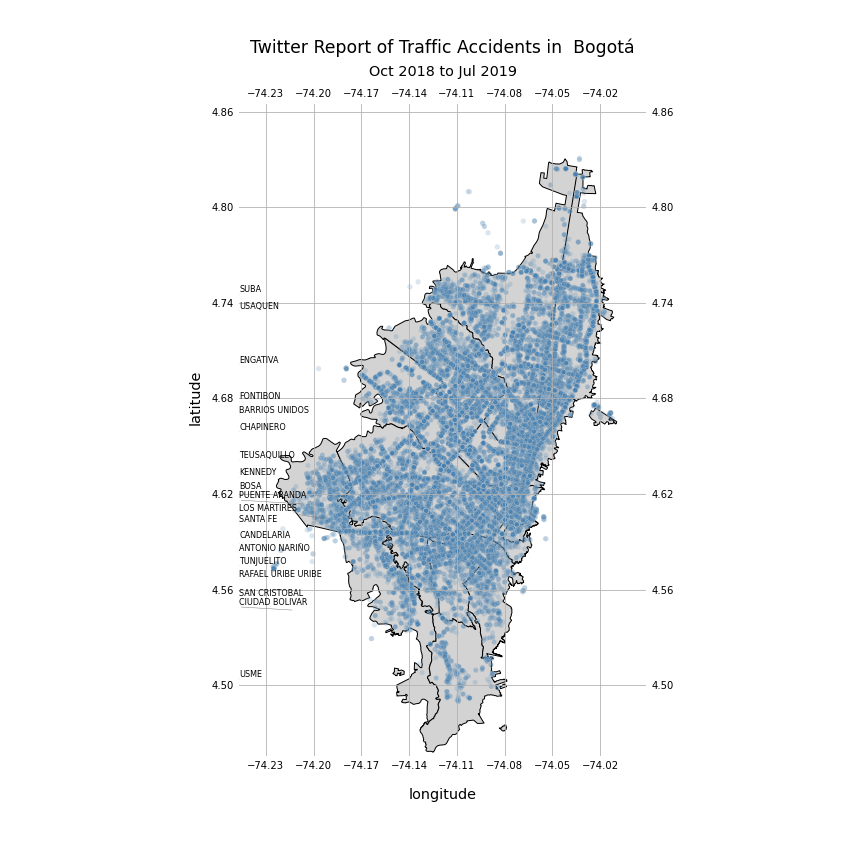 Twitter Report of Traffic Accidents in  Bogotá
Oct 2018 to Jul 2019
−74.23 −74.20 −74.17 −74.14 −74.11 −74.08 −74.05 −74.02
4.86 4.86
4.80 4.80
SUBA
4.74 4.74
USAQUEN
ENGATIVA
FONTIBON
4.68 4.68
BARRIOS UNIDOS
CHAPINERO
latitude
TEUSAQUILLO
KENNEDY
BOSA
4.62 4.62
PUENTE ARANDA
LOS MARTIRES
SANTA FE
CANDELARIA
ANTONIO NARIÑO
TUNJUELITO
RAFAEL URIBE URIBE
4.56 4.56
SAN CRISTOBAL
CIUDAD BOLIVAR
USME
4.50 4.50
−74.23 −74.20 −74.17 −74.14 −74.11 −74.08 −74.05 −74.02
longitude